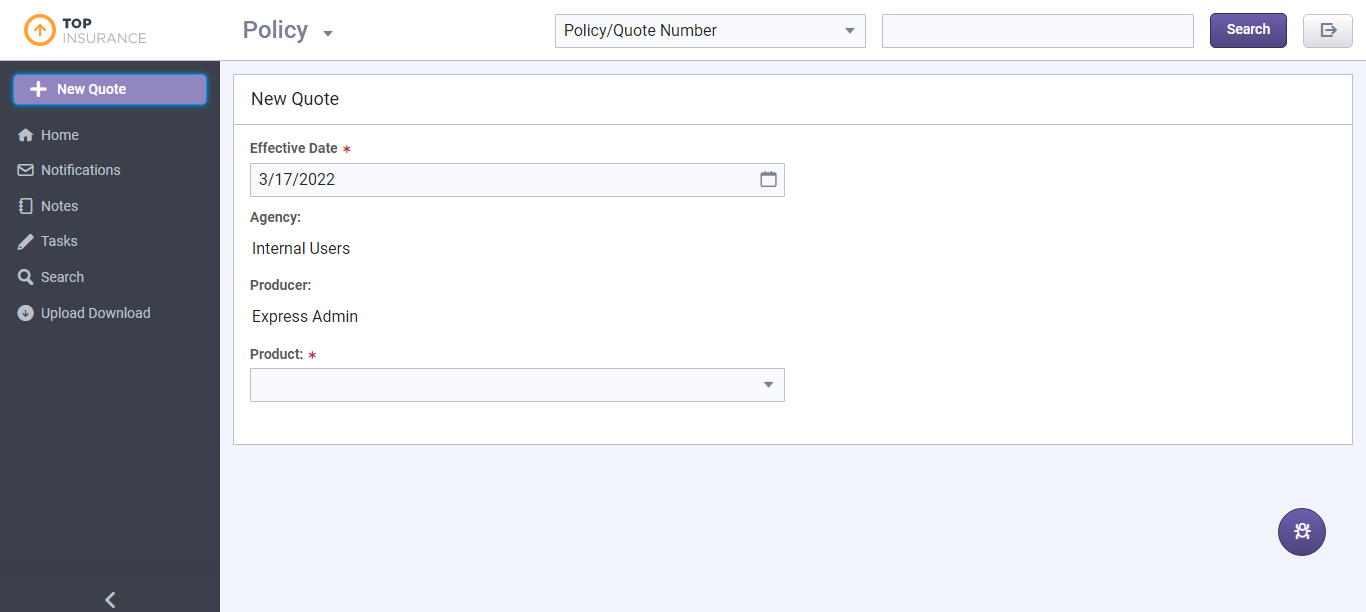 TOP
INSURANCE
Policy
Policy/Quote Number
Search
New Quote
Home
Notifications
Notes
Tasks
Search
Upload Download
New Quote
Effective Date *
3/17/2022
Agency:
Internal Users
Producer:
Express Admin
Product: *